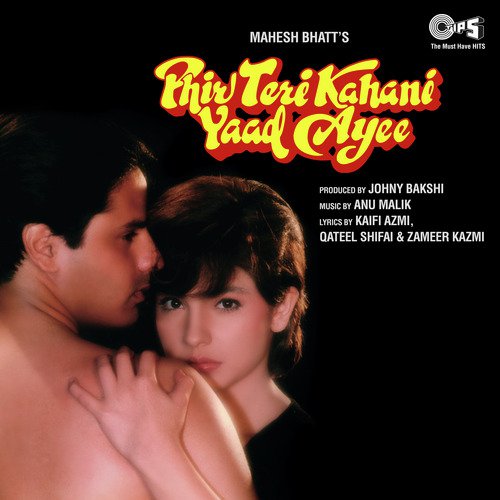 TIPS
The Must Have HITS
MAHESH BHATT'S
Phir Teri Kahani
Yaad Ayee
PRODUCED BY JOHNY BAKSHI
MUSIC BY ANU MALIK
LYRICS BY KAIFI AZMI,
QATEEL SHIFAI & ZAMEER KAZMI